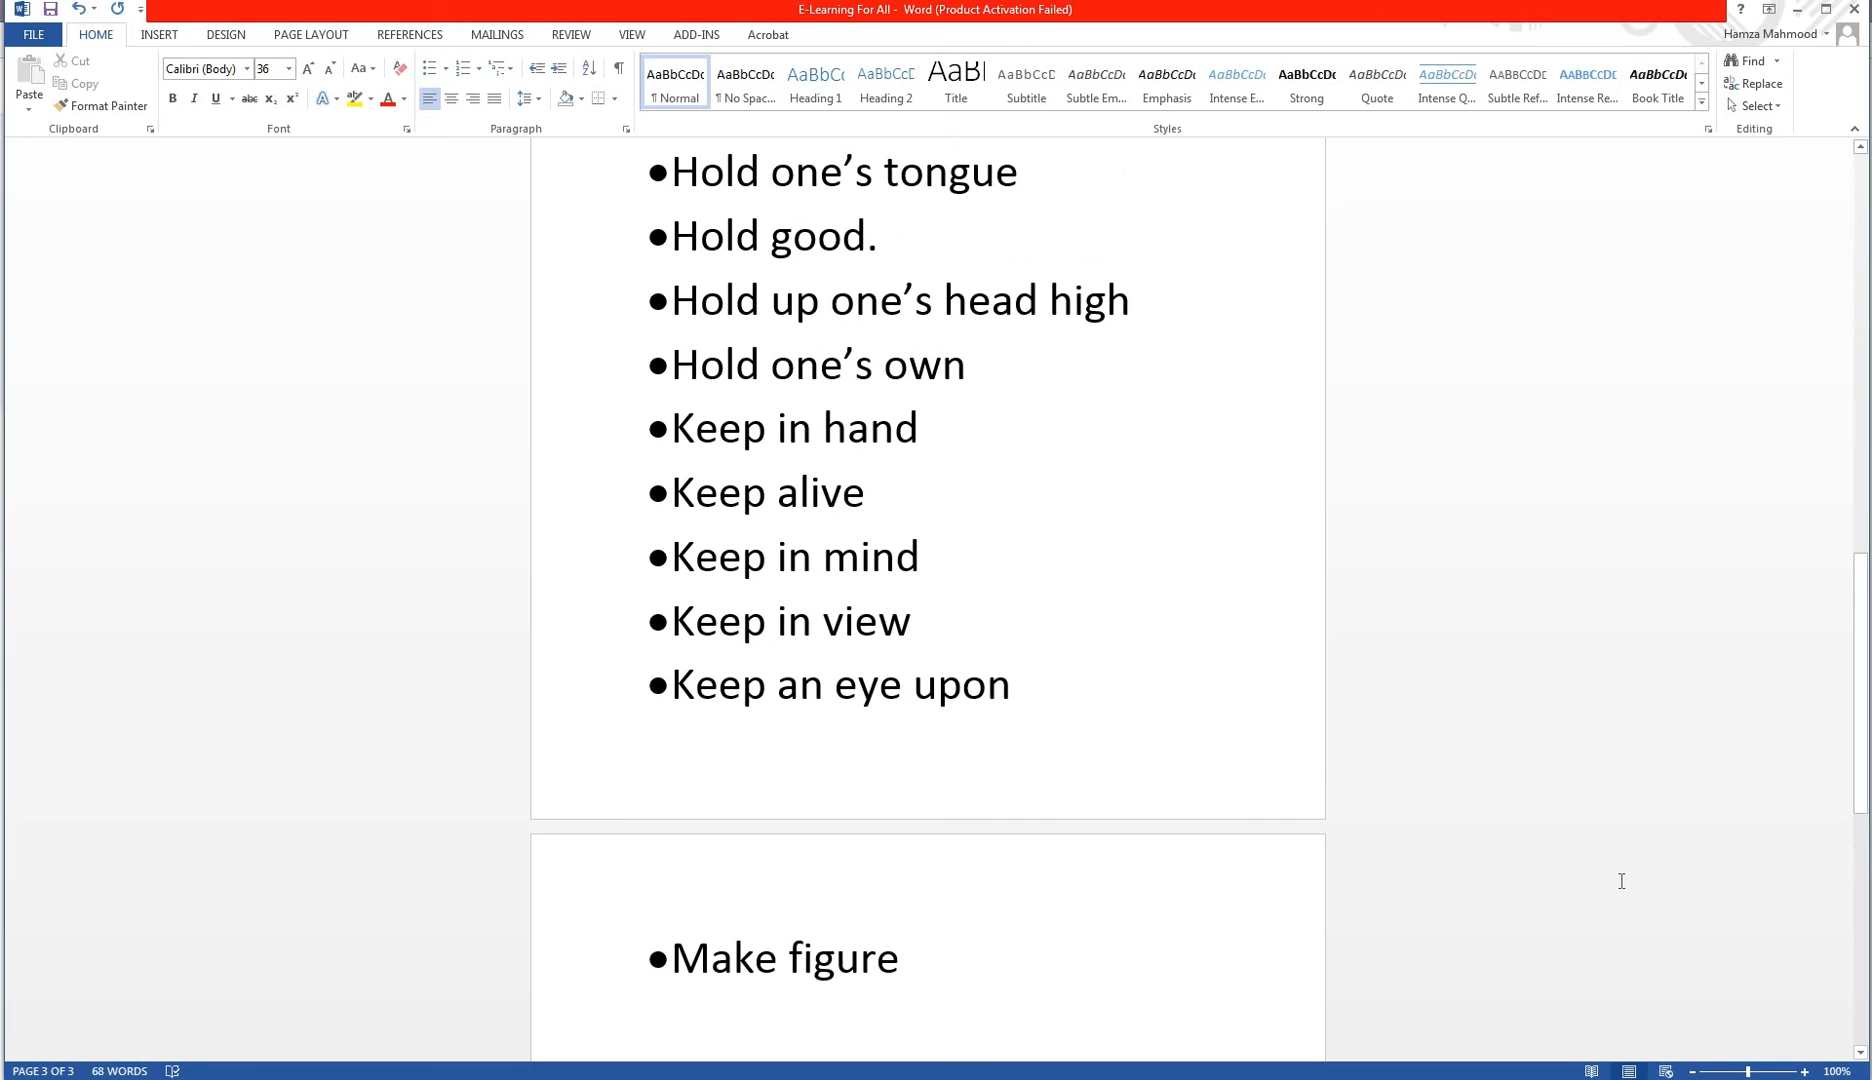 E-Learning For All - Word (Product Activation Failed)
FILE HOME INSERT DESIGN PAGE LAYOUT REFERENCES MAILINGS REVIEW VIEW ADD-INS Acrobat Hamza Mahmood
Cut
Copy
Format Painter
Paste
Clipboard
Calibri (Body) 36
Font
Paragraph
AaBbCcDc AaBbCcDc AaBbC AaBbCcD AaBl AaBbCcD AaBbCcDc AaBbCcDc AaBbCcDc AaBbCcDc AaBbCcDc AaBbCcDc AABBCCDE AABBCCDE AaBbCcDc
¶ Normal ¶ No Spac... Heading 1 Heading 2 Title Subtitle Subtle Em... Emphasis Intense E... Strong Quote Intense Q... Subtle Ref... Intense Re... Book Title
Styles
Find
Replace
Select
Editing
•Hold one’s tongue
•Hold good.
•Hold up one’s head high
•Hold one’s own
•Keep in hand
•Keep alive
•Keep in mind
•Keep in view
•Keep an eye upon
•Make figure
PAGE 3 OF 3 68 WORDS 100%